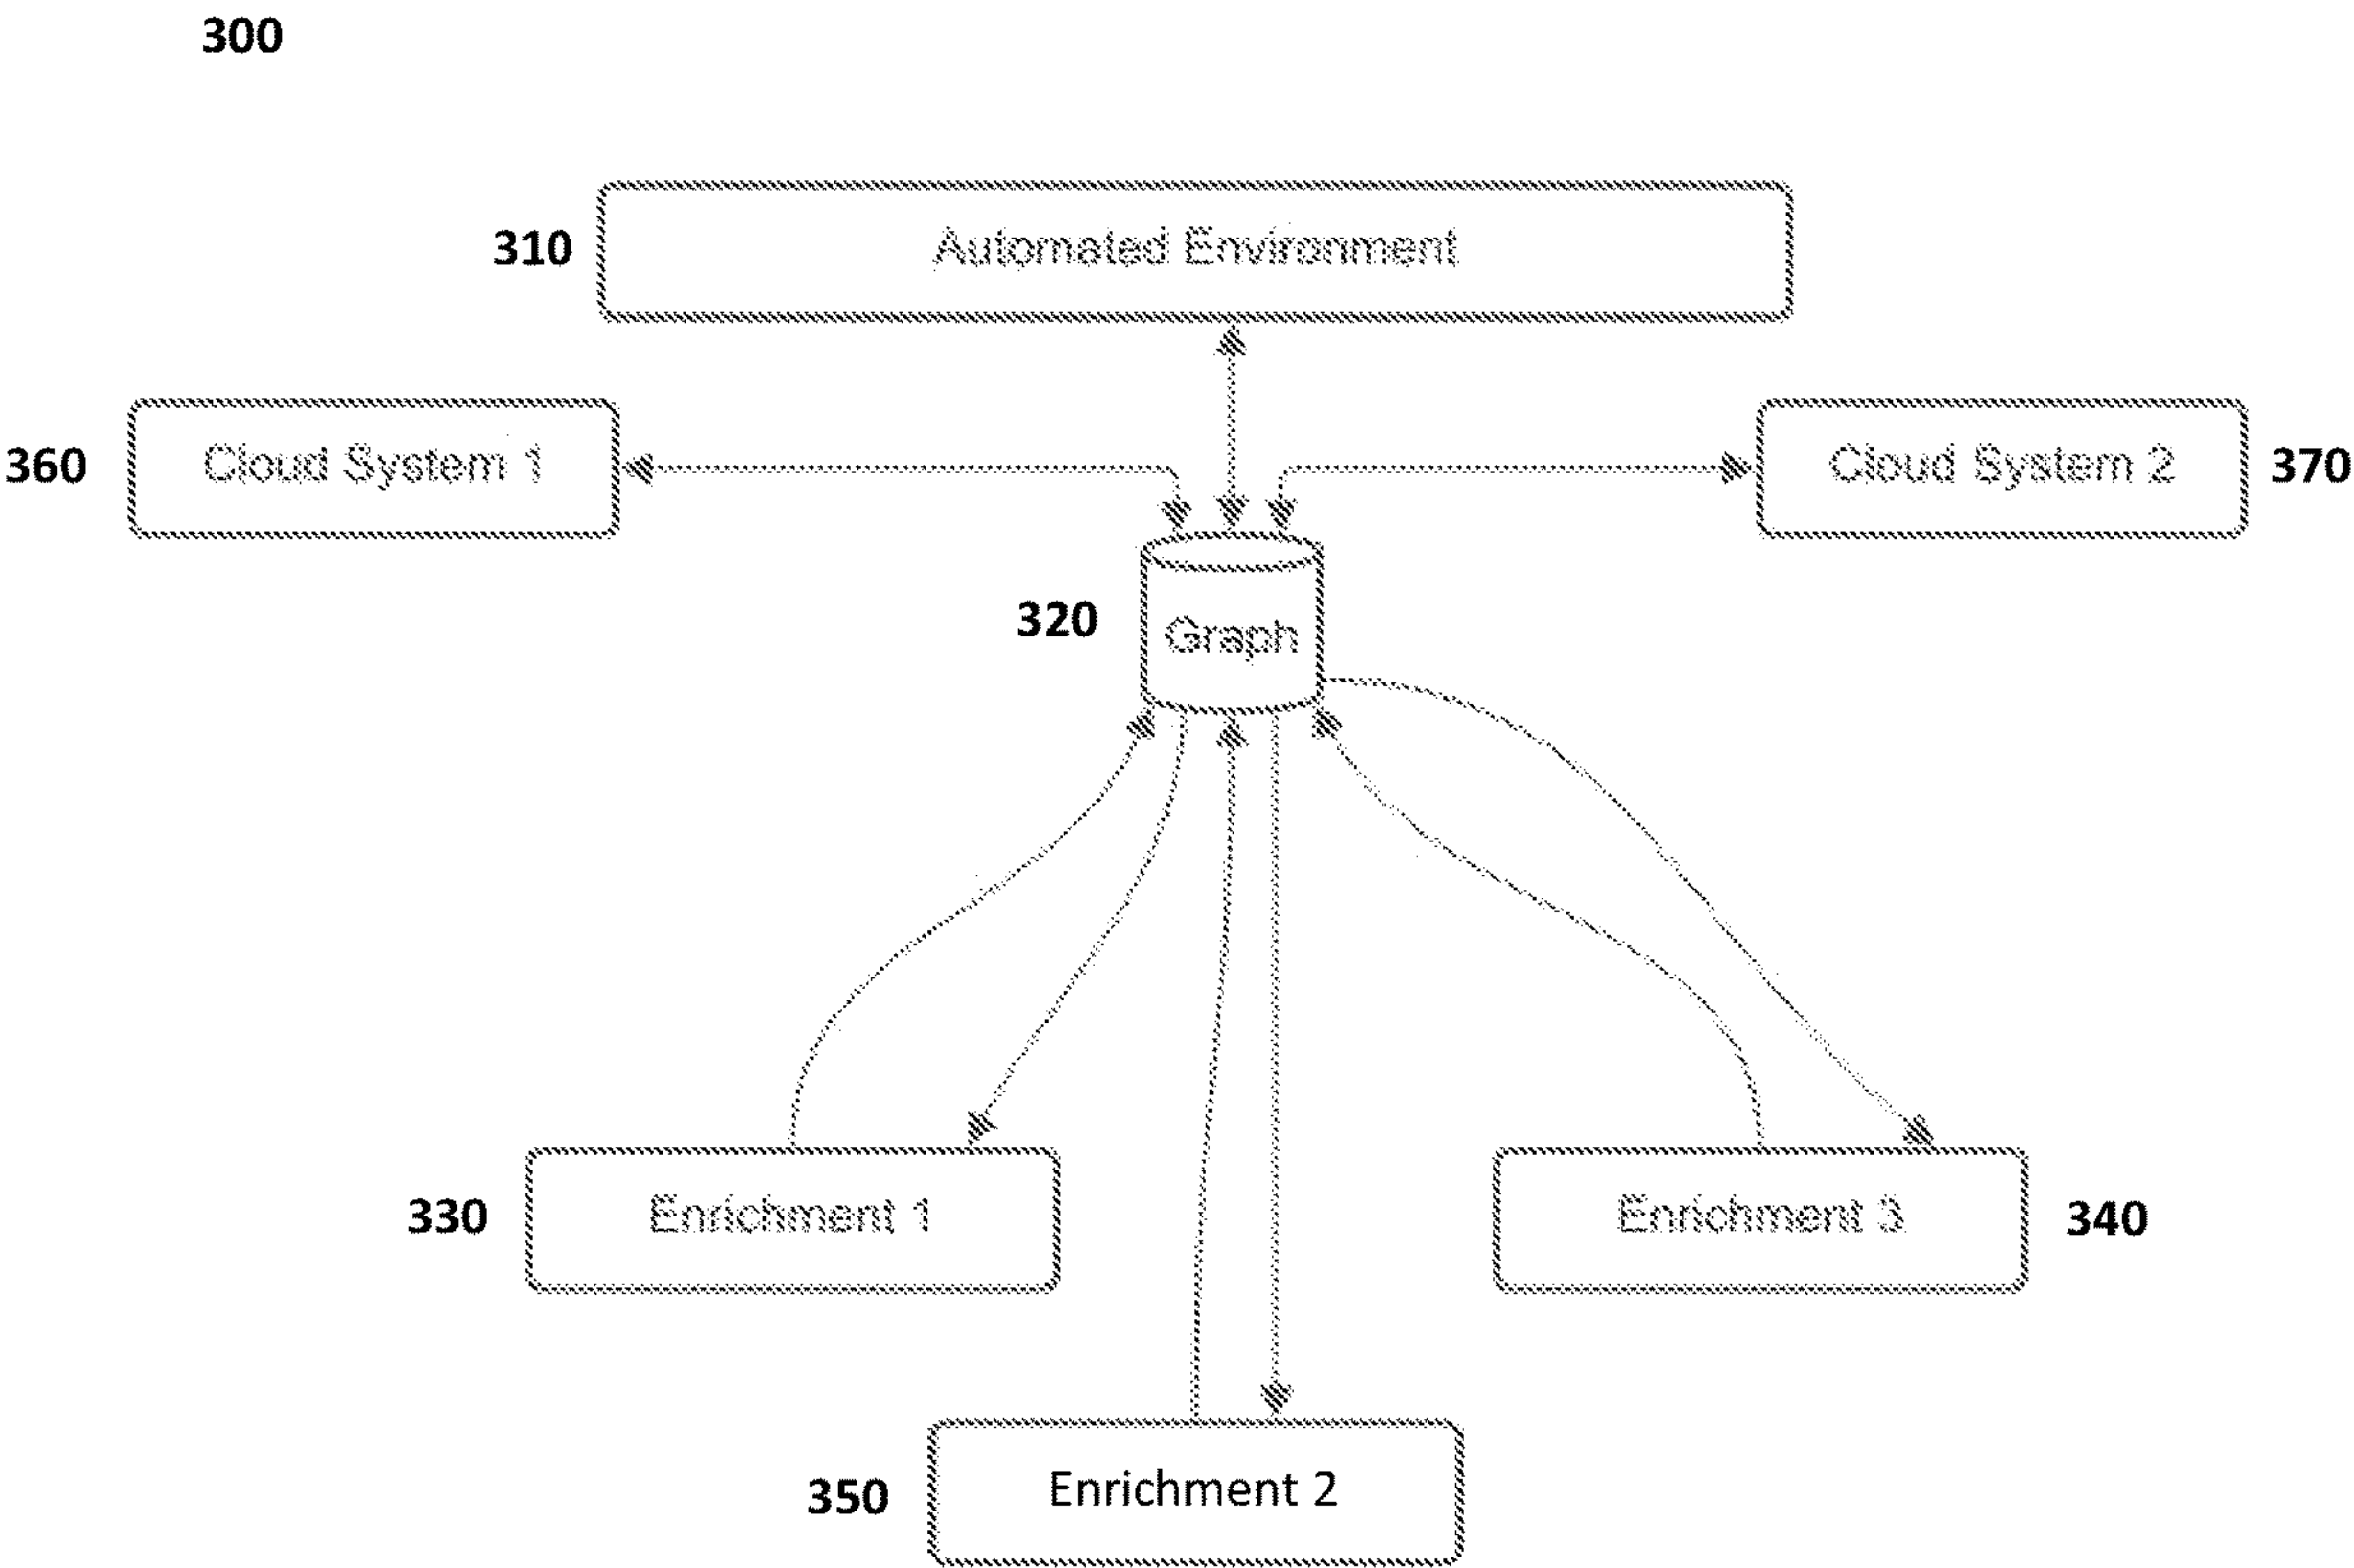 300
310 Automated Environment
360 Cloud System 1 Cloud System 2 370
320 Graph
330 Enrichment 1 Enrichment 3 340
350 Enrichment 2